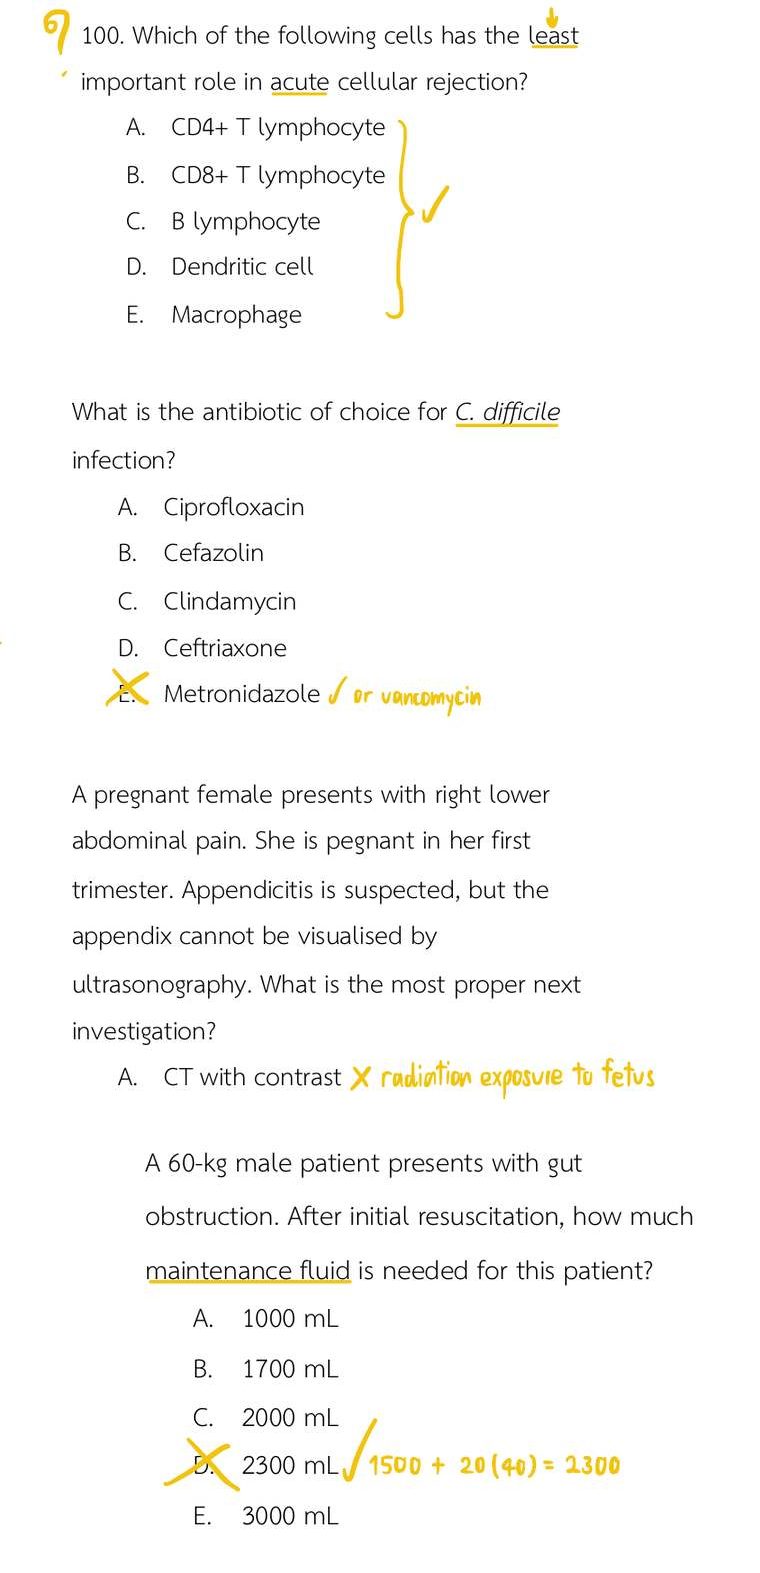 100. Which of the following cells has the least
important role in acute cellular rejection?
A. CD4+ T lymphocyte
B. CD8+ T lymphocyte
C. B lymphocyte
D. Dendritic cell
E. Macrophage
What is the antibiotic of choice for C. difficile
infection?
A. Ciprofloxacin
B. Cefazolin
C. Clindamycin
D. Ceftriaxone
E. Metronidazole ✓ or vancomycin
A pregnant female presents with right lower
abdominal pain. She is pegnant in her first
trimester. Appendicitis is suspected, but the
appendix cannot be visualised by
ultrasonography. What is the most proper next
investigation?
A. CT with contrast X radiation exposure to fetus
A 60-kg male patient presents with gut
obstruction. After initial resuscitation, how much
maintenance fluid is needed for this patient?
A. 1000 mL
B. 1700 mL
C. 2000 mL
D. 2300 mL ✓ 1500 + 20(40) = 2300
E. 3000 mL